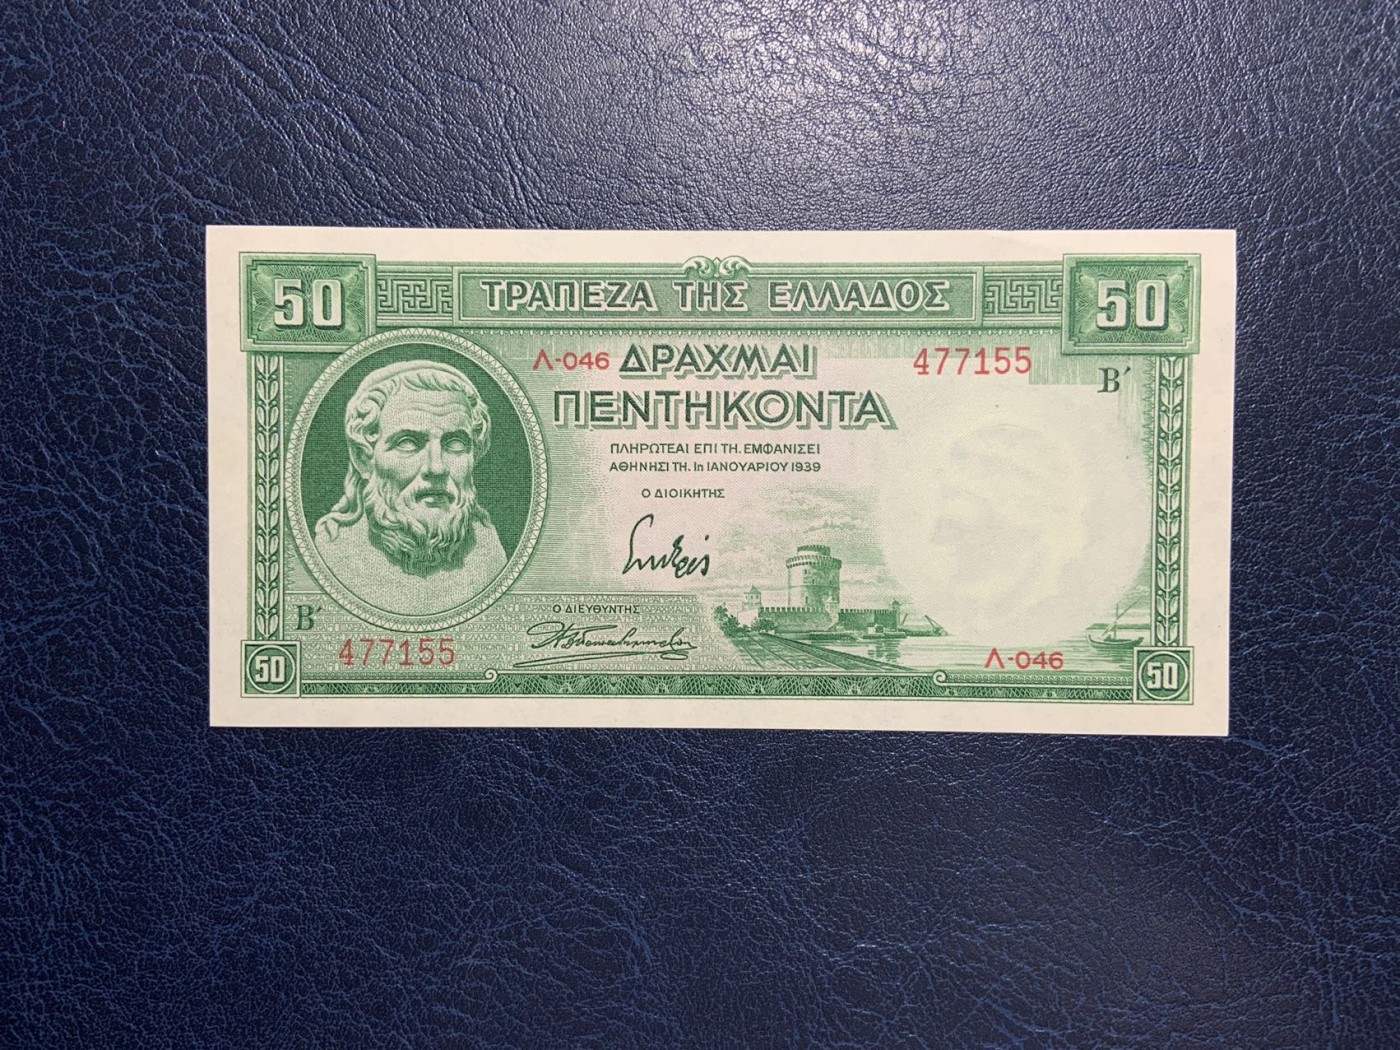 50 ΤΡΑΠΕΖΑ ΤΗΣ ΕΛΛΑΔΟΣ 50
Λ-046 ΔΡΑΧΜΑΙ 477155
ΠΕΝΤΗΚΟΝΤΑ Β΄
ΠΛΗΡΩΤΕΑΙ ΕΠΙ ΤΗ. ΕΜΦΑΝΙΣΕΙ
ΑΘΗΝΗΣΙ ΤΗ. 1η ΙΑΝΟΥΑΡΙΟΥ 1939
Ο ΔΙΟΙΚΗΤΗΣ
Ο ΔΙΕΥΘΥΝΤΗΣ
Β΄
477155 Λ-046
50 50